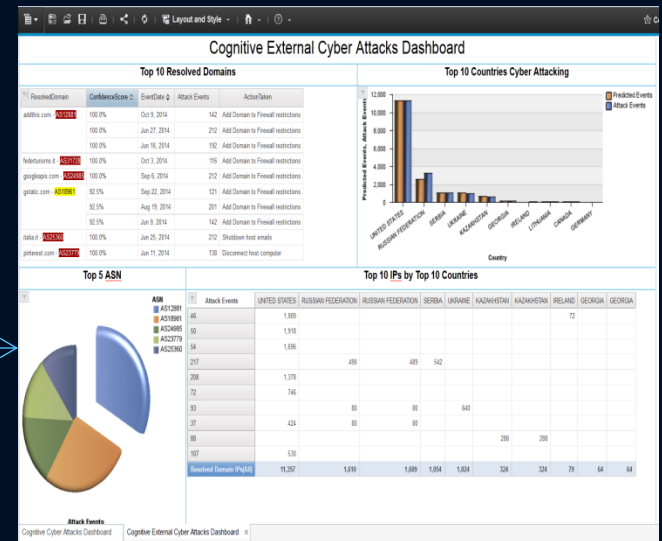 Layout and Style
Cognitive External Cyber Attacks Dashboard
Top 10 Resolved Domains
ResolvedDomain ConfidenceScore EventDate Attack Events ActionTaken
addthis.com - AS12881 100.0% Oct 9, 2014 142 Add Domain to Firewall restrictions
100.0% Jun 27, 2014 212 Add Domain to Firewall restrictions
100.0% Jun 16, 2014 192 Add Domain to Firewall restrictions
federturismo.it - AS31726 100.0% Oct 3, 2014 116 Add Domain to Firewall restrictions
googleapis.com - AS24985 100.0% Sep 6, 2014 212 Add Domain to Firewall restrictions
gstatic.com - AS18961 92.5% Sep 22, 2014 121 Add Domain to Firewall restrictions
92.5% Aug 19, 2014 201 Add Domain to Firewall restrictions
92.5% Jun 9, 2014 142 Add Domain to Firewall restrictions
italia.it - AS25360 100.0% Jun 25, 2014 212 Shutdown host emails
pinterest.com - AS23779 100.0% Jun 11, 2014 138 Disconnect host computer
Top 10 Countries Cyber Attacking
Predicted Events, Attack Events
12,000
10,000
8,000
6,000
4,000
2,000
0
UNITED STATES
RUSSIAN FEDERATION
SERBIA
UKRAINE
KAZAKHSTAN
GEORGIA
IRELAND
LITHUANIA
CANADA
GERMANY
Country
Predicted Events
Attack Events
Top 5 ASN
ASN
AS12881
AS18961
AS24985
AS23779
AS25360
Attack Events
Top 10 IPs by Top 10 Countries
Attack Events UNITED STATES RUSSIAN FEDERATION RUSSIAN FEDERATION SERBIA UKRAINE KAZAKHSTAN KAZAKHSTAN IRELAND GEORGIA GEORGIA
46 1,909 72
50 1,918
54 1,696
217 490 489 542
208 1,378
72 746
93 80 80 640
37 424 80 80
88 288 288
107 530
Resolved Domain IPs(All) 11,357 1,610 1,609 1,094 1,024 324 324 79 64 64
Cognitive Cyber Attacks Dashboard Cognitive External Cyber Attacks Dashboard